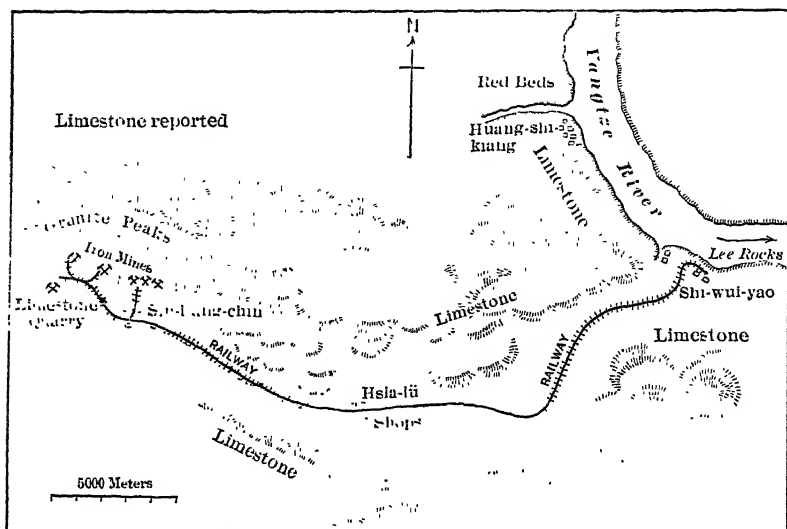 N
Red Beds
Yangtze River
Limestone reported
Huang-shi-
kiang
Limestone
Granite Peaks
Iron Mines
Lee Rocks
Limestone
Quarry
Shi-wui-yao
Limestone
Limestone
RAILWAY
RAILWAY
Hsia-lü
Shops
Limestone
5000 Meters